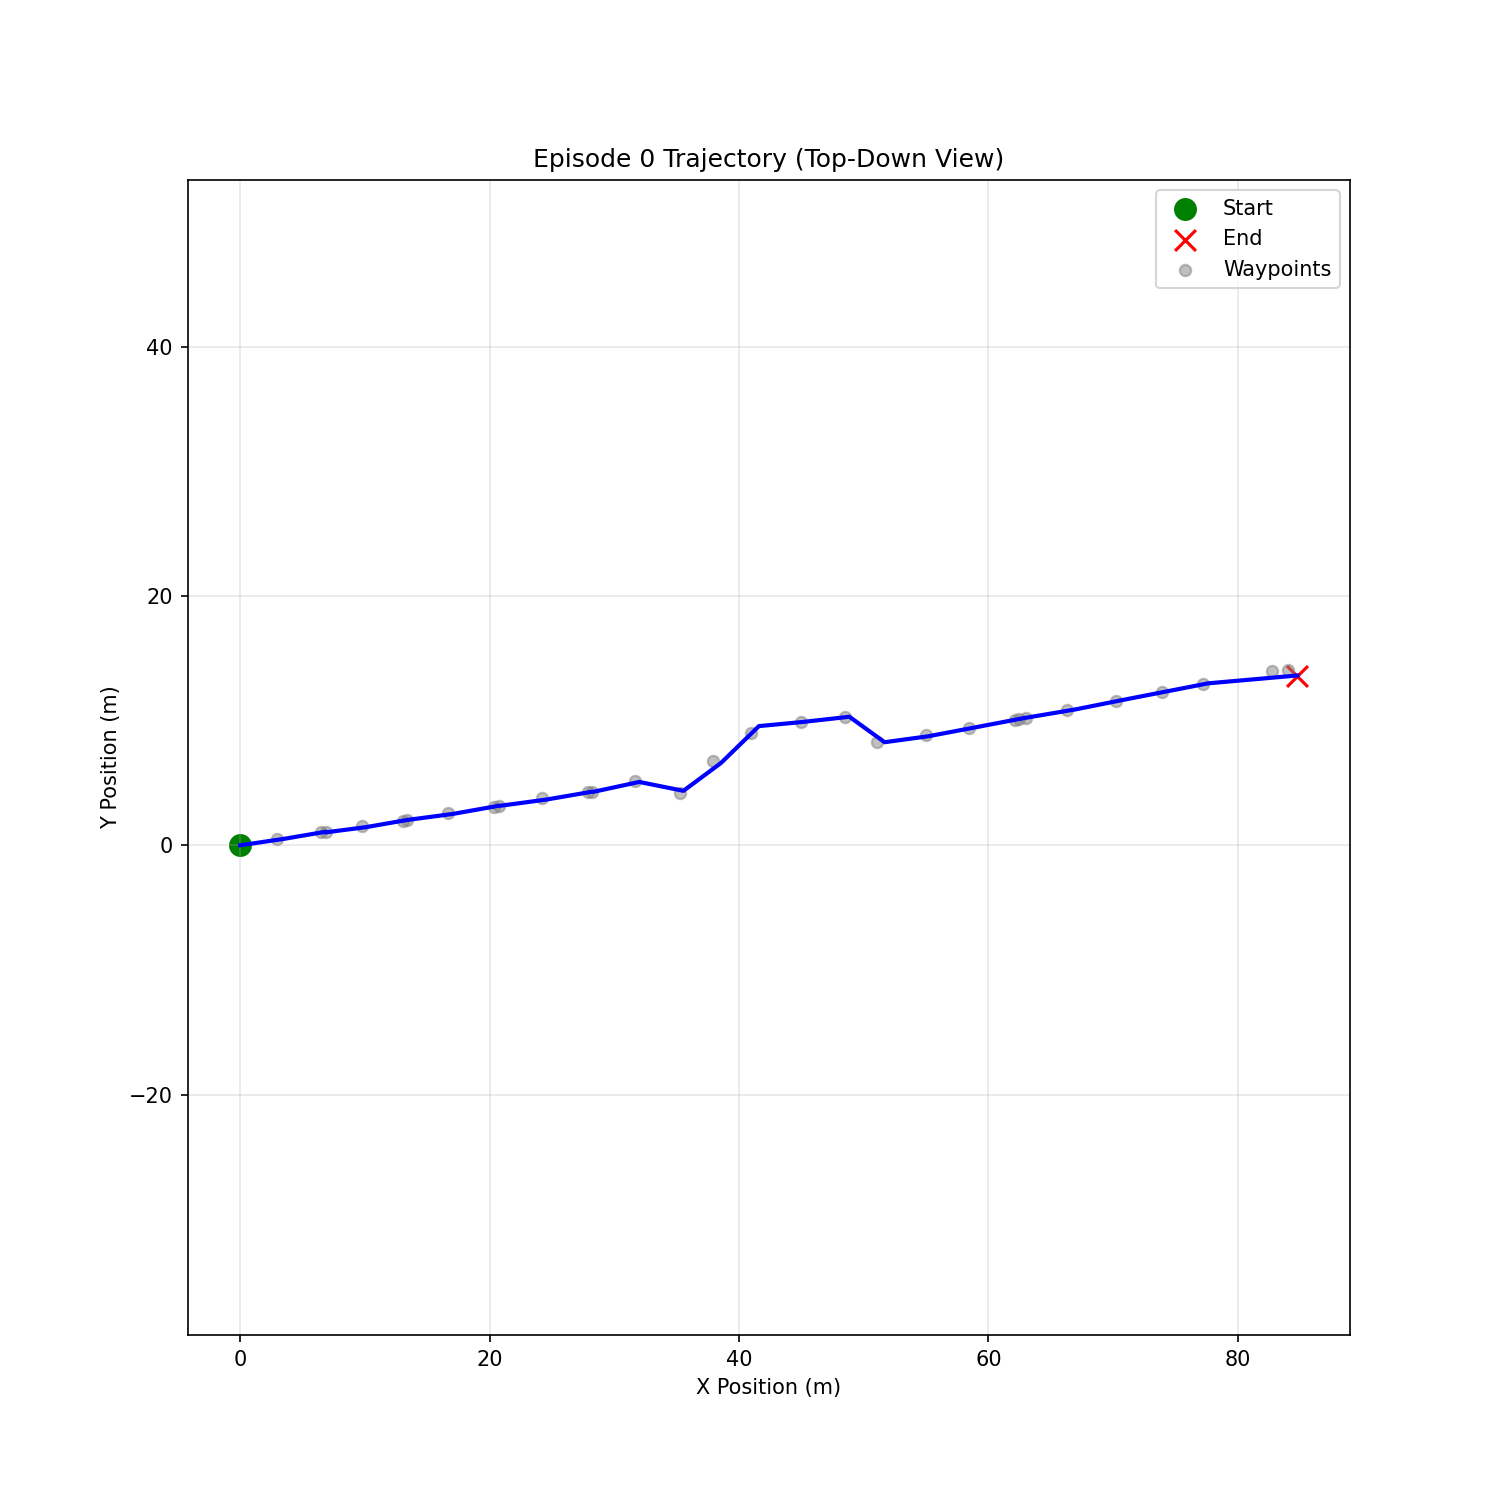 Episode 0 Trajectory (Top-Down View)
Start
End
Waypoints
40
20
0
−20
Y Position (m)
0
20
40
60
80
X Position (m)